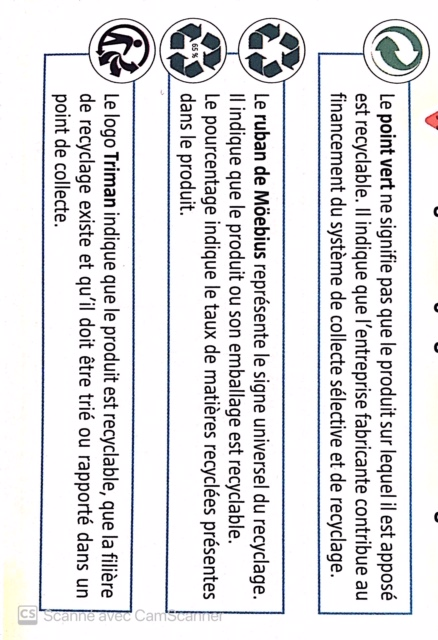 Le point vert ne signifie pas que le produit sur lequel il est apposé
est recyclable. Il indique que l'entreprise fabricante contribue au
financement du système de collecte sélective et de recyclage.
Le ruban de Möebius représente le signe universel du recyclage.
Il indique que le produit ou son emballage est recyclable.
65 %
Le pourcentage indique le taux de matières recyclées présentes
dans le produit.
Le logo Triman indique que le produit est recyclable, que la filière
de recyclage existe et qu'il doit être trié ou rapporté dans un
point de collecte.
CS Scanné avec CamScanner